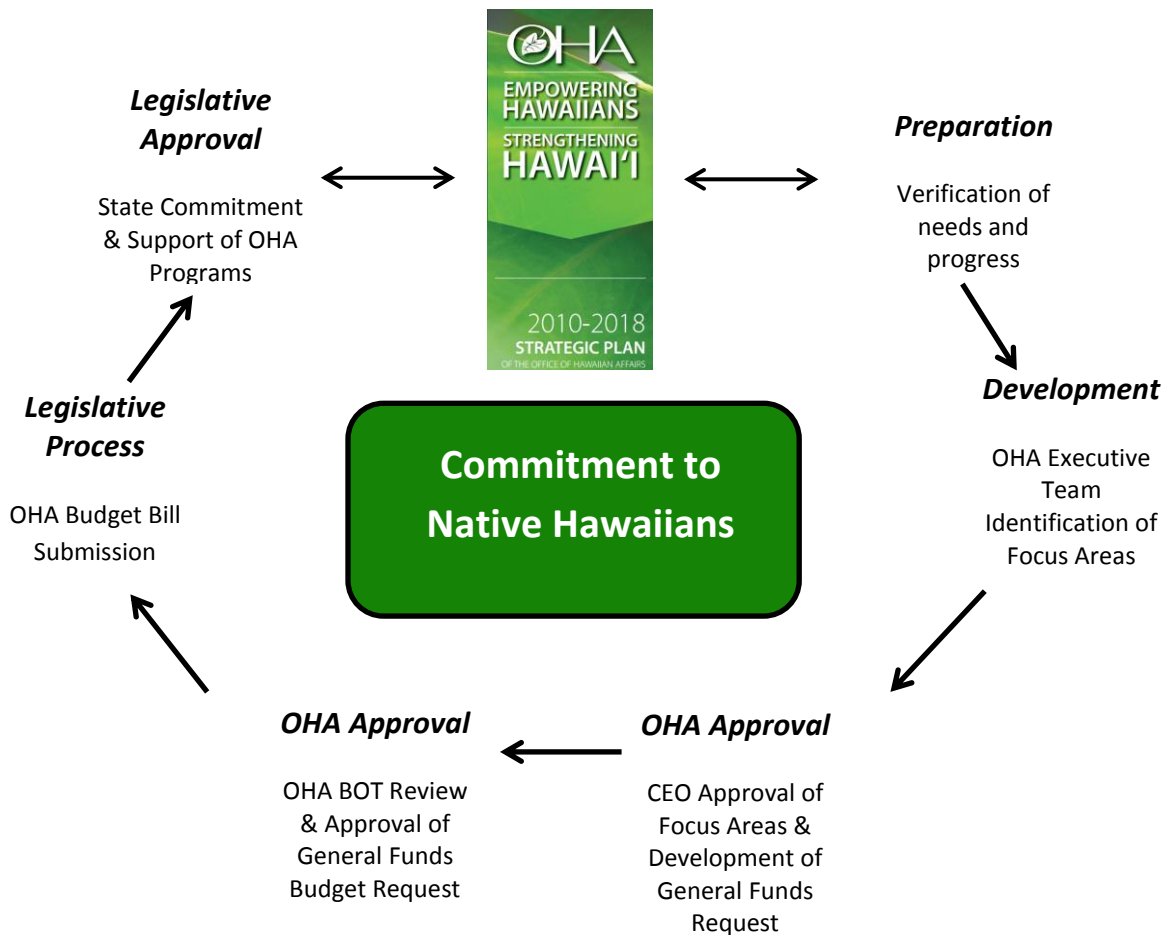 OHA
EMPOWERING
HAWAIIANS
STRENGTHENING
HAWAIʻI
2010-2018
STRATEGIC PLAN
OF THE OFFICE OF HAWAIIAN AFFAIRS
Preparation
Verification of
needs and
progress
Development
OHA Executive
Team
Identification of
Focus Areas
OHA Approval
CEO Approval of
Focus Areas &
Development of
General Funds
Request
OHA Approval
OHA BOT Review
& Approval of
General Funds
Budget Request
Legislative
Process
OHA Budget Bill
Submission
Legislative
Approval
State Commitment
& Support of OHA
Programs
Commitment to
Native Hawaiians